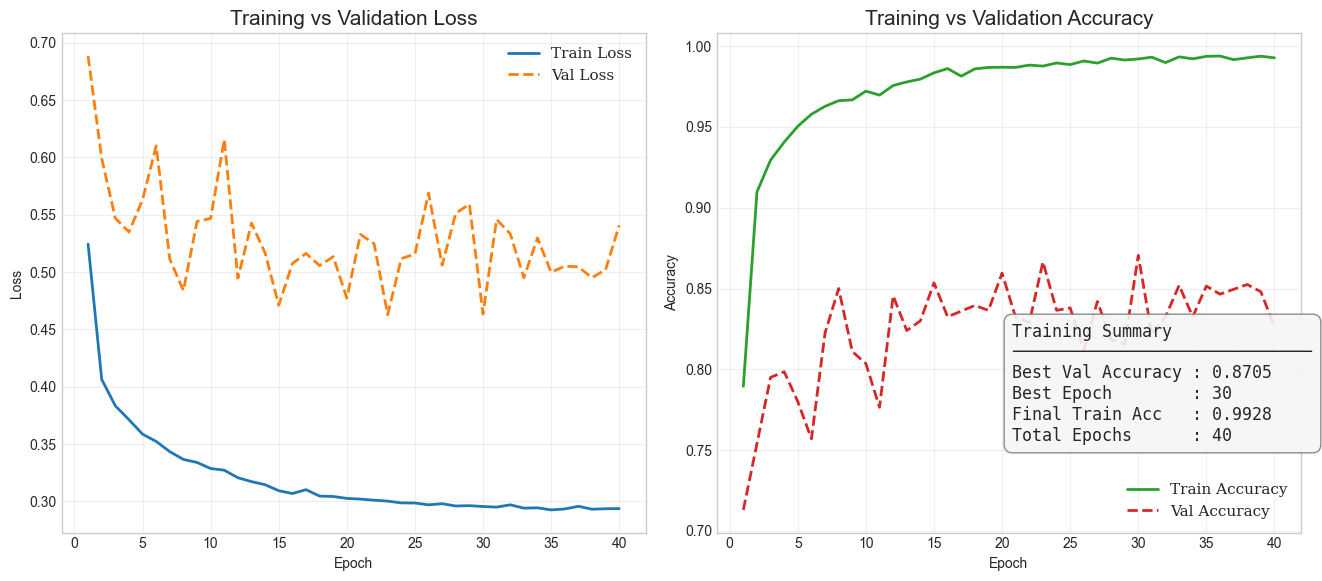 Training vs Validation Loss
Train Loss
Val Loss
0.70
0.65
0.60
0.55
0.50
0.45
0.40
0.35
0.30
Loss
0 5 10 15 20 25 30 35 40
Epoch
Training vs Validation Accuracy
1.00
0.95
0.90
0.85
0.80
0.75
0.70
Accuracy
Training Summary
Best Val Accuracy : 0.8705
Best Epoch : 30
Final Train Acc : 0.9928
Total Epochs : 40
Train Accuracy
Val Accuracy
0 5 10 15 20 25 30 35 40
Epoch